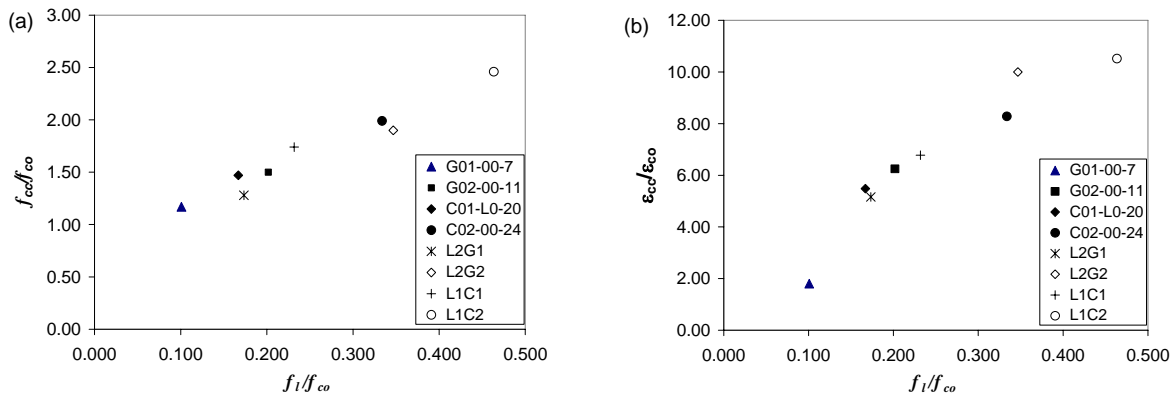 (a)
3.00
2.50
2.00
1.50
1.00
0.50
0.00
fcc/fco
0.000 0.100 0.200 0.300 0.400 0.500
fl/fco
G01-00-7
G02-00-11
C01-L0-20
C02-00-24
L2G1
L2G2
L1C1
L1C2
(b)
12.00
10.00
8.00
6.00
4.00
2.00
0.00
εcc/εco
0.000 0.100 0.200 0.300 0.400 0.500
fl/fco
G01-00-7
G02-00-11
C01-L0-20
C02-00-24
L2G1
L2G2
L1C1
L1C2